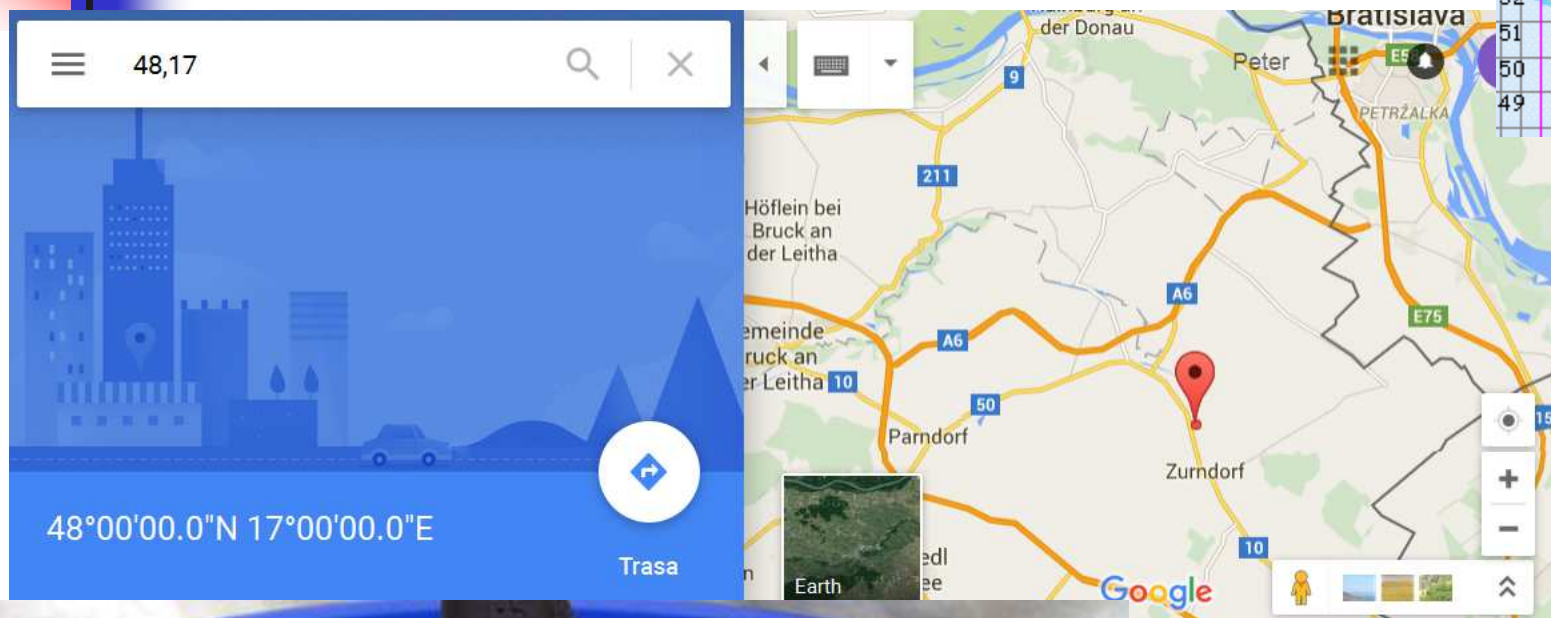 48,17
48°00'00.0"N 17°00'00.0"E
Trasa
der Donau
Bratislava
Peter
9
PETRŽALKA
211
Höflein bei
Bruck an
der Leitha
A6
E75
emeinde
ruck an
er Leitha
10
A6
50
Parndorf
Zurndorf
10
15
edl
ee
n
Earth
Google
51
50
49